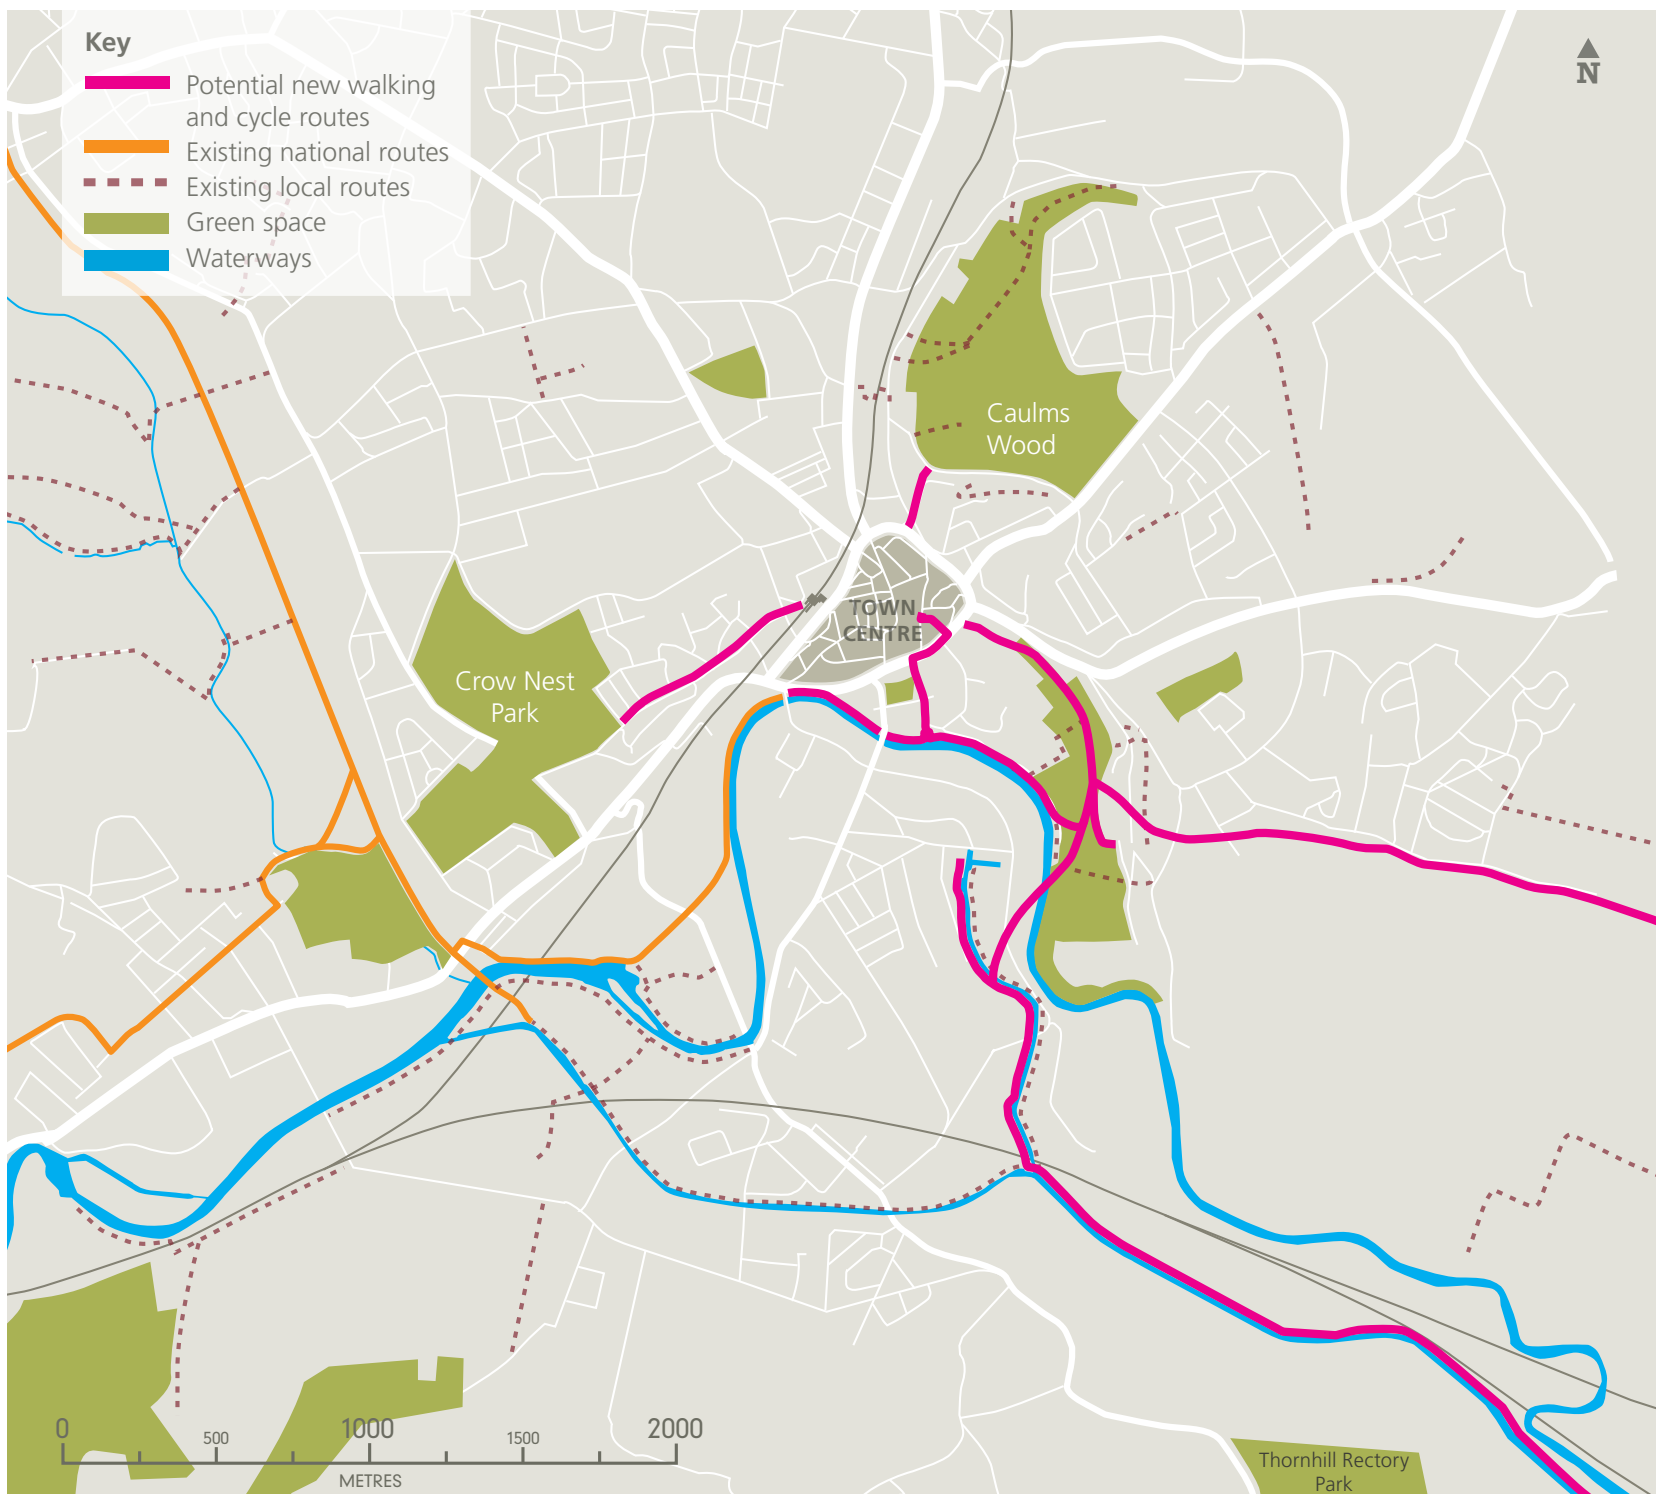 Key
Potential new walking
and cycle routes
Existing national routes
Existing local routes
Green space
Waterways
N
Caulms
Wood
TOWN
CENTRE
Crow Nest
Park
0
500
1000
1500
2000
METRES
Thornhill Rectory
Park